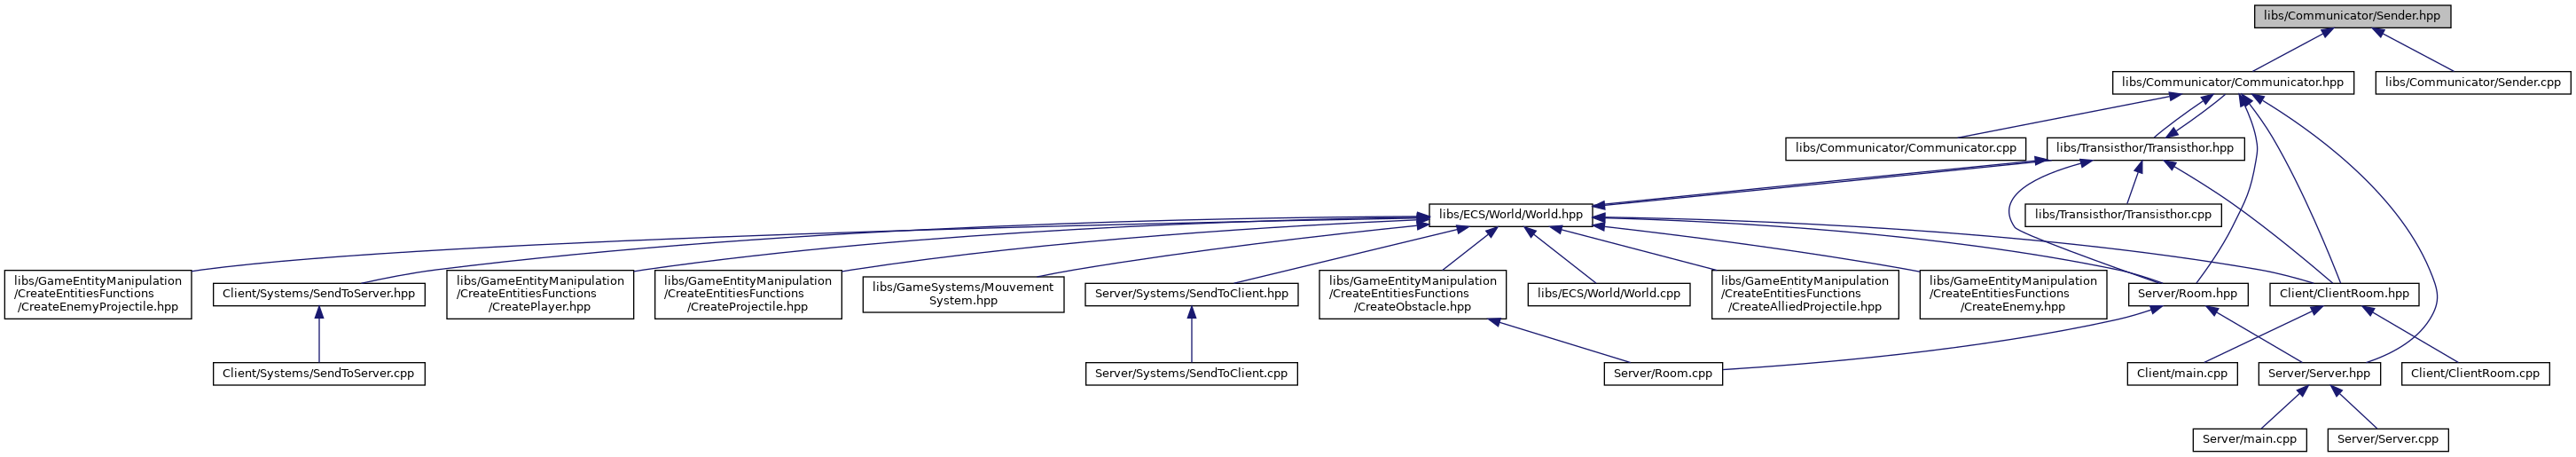 libs/Communicator/Sender.hpp
libs/Communicator/Communicator.hpp
libs/Communicator/Sender.cpp
libs/Communicator/Communicator.cpp
libs/Transisthor/Transisthor.hpp
libs/ECS/World/World.hpp
libs/Transisthor/Transisthor.cpp
libs/GameEntityManipulation
/CreateEntitiesFunctions
/CreateEnemyProjectile.hpp
Client/Systems/SendToServer.hpp
libs/GameEntityManipulation
/CreateEntitiesFunctions
/CreatePlayer.hpp
libs/GameEntityManipulation
/CreateEntitiesFunctions
/CreateProjectile.hpp
libs/GameSystems/Mouvement
System.hpp
Server/Systems/SendToClient.hpp
libs/GameEntityManipulation
/CreateEntitiesFunctions
/CreateObstacle.hpp
libs/ECS/World/World.cpp
libs/GameEntityManipulation
/CreateEntitiesFunctions
/CreateAlliedProjectile.hpp
libs/GameEntityManipulation
/CreateEntitiesFunctions
/CreateEnemy.hpp
Server/Room.hpp
Client/ClientRoom.hpp
Client/Systems/SendToServer.cpp
Server/Systems/SendToClient.cpp
Server/Room.cpp
Client/main.cpp
Server/Server.hpp
Client/ClientRoom.cpp
Server/main.cpp
Server/Server.cpp